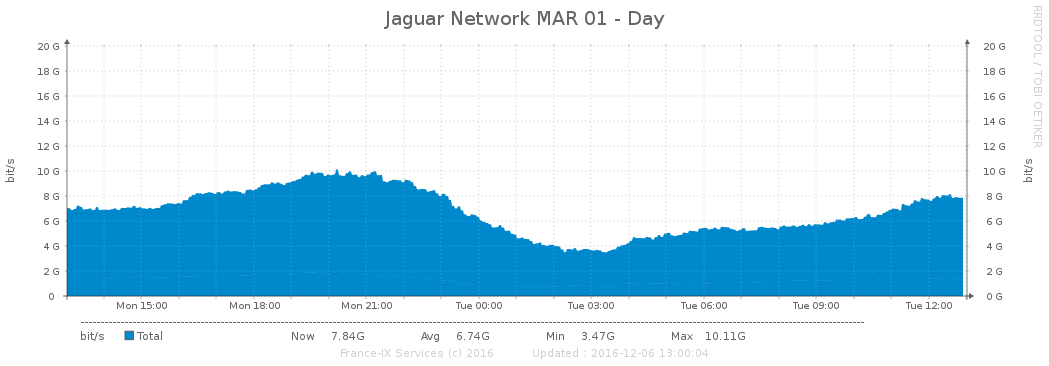 Jaguar Network MAR 01 - Day
RRDTOOL / TOBI OETIKER
bit/s
20 G
18 G
16 G
14 G
12 G
10 G
8 G
6 G
4 G
2 G
0
20 G
18 G
16 G
14 G
12 G
10 G
8 G
6 G
4 G
2 G
0 G
bit/s
Mon 15:00 Mon 18:00 Mon 21:00 Tue 00:00 Tue 03:00 Tue 06:00 Tue 09:00 Tue 12:00
bit/s Total Now 7.84G Avg 6.74G Min 3.47G Max 10.11G
France-IX Services (c) 2016 Updated : 2016-12-06 13:00:04